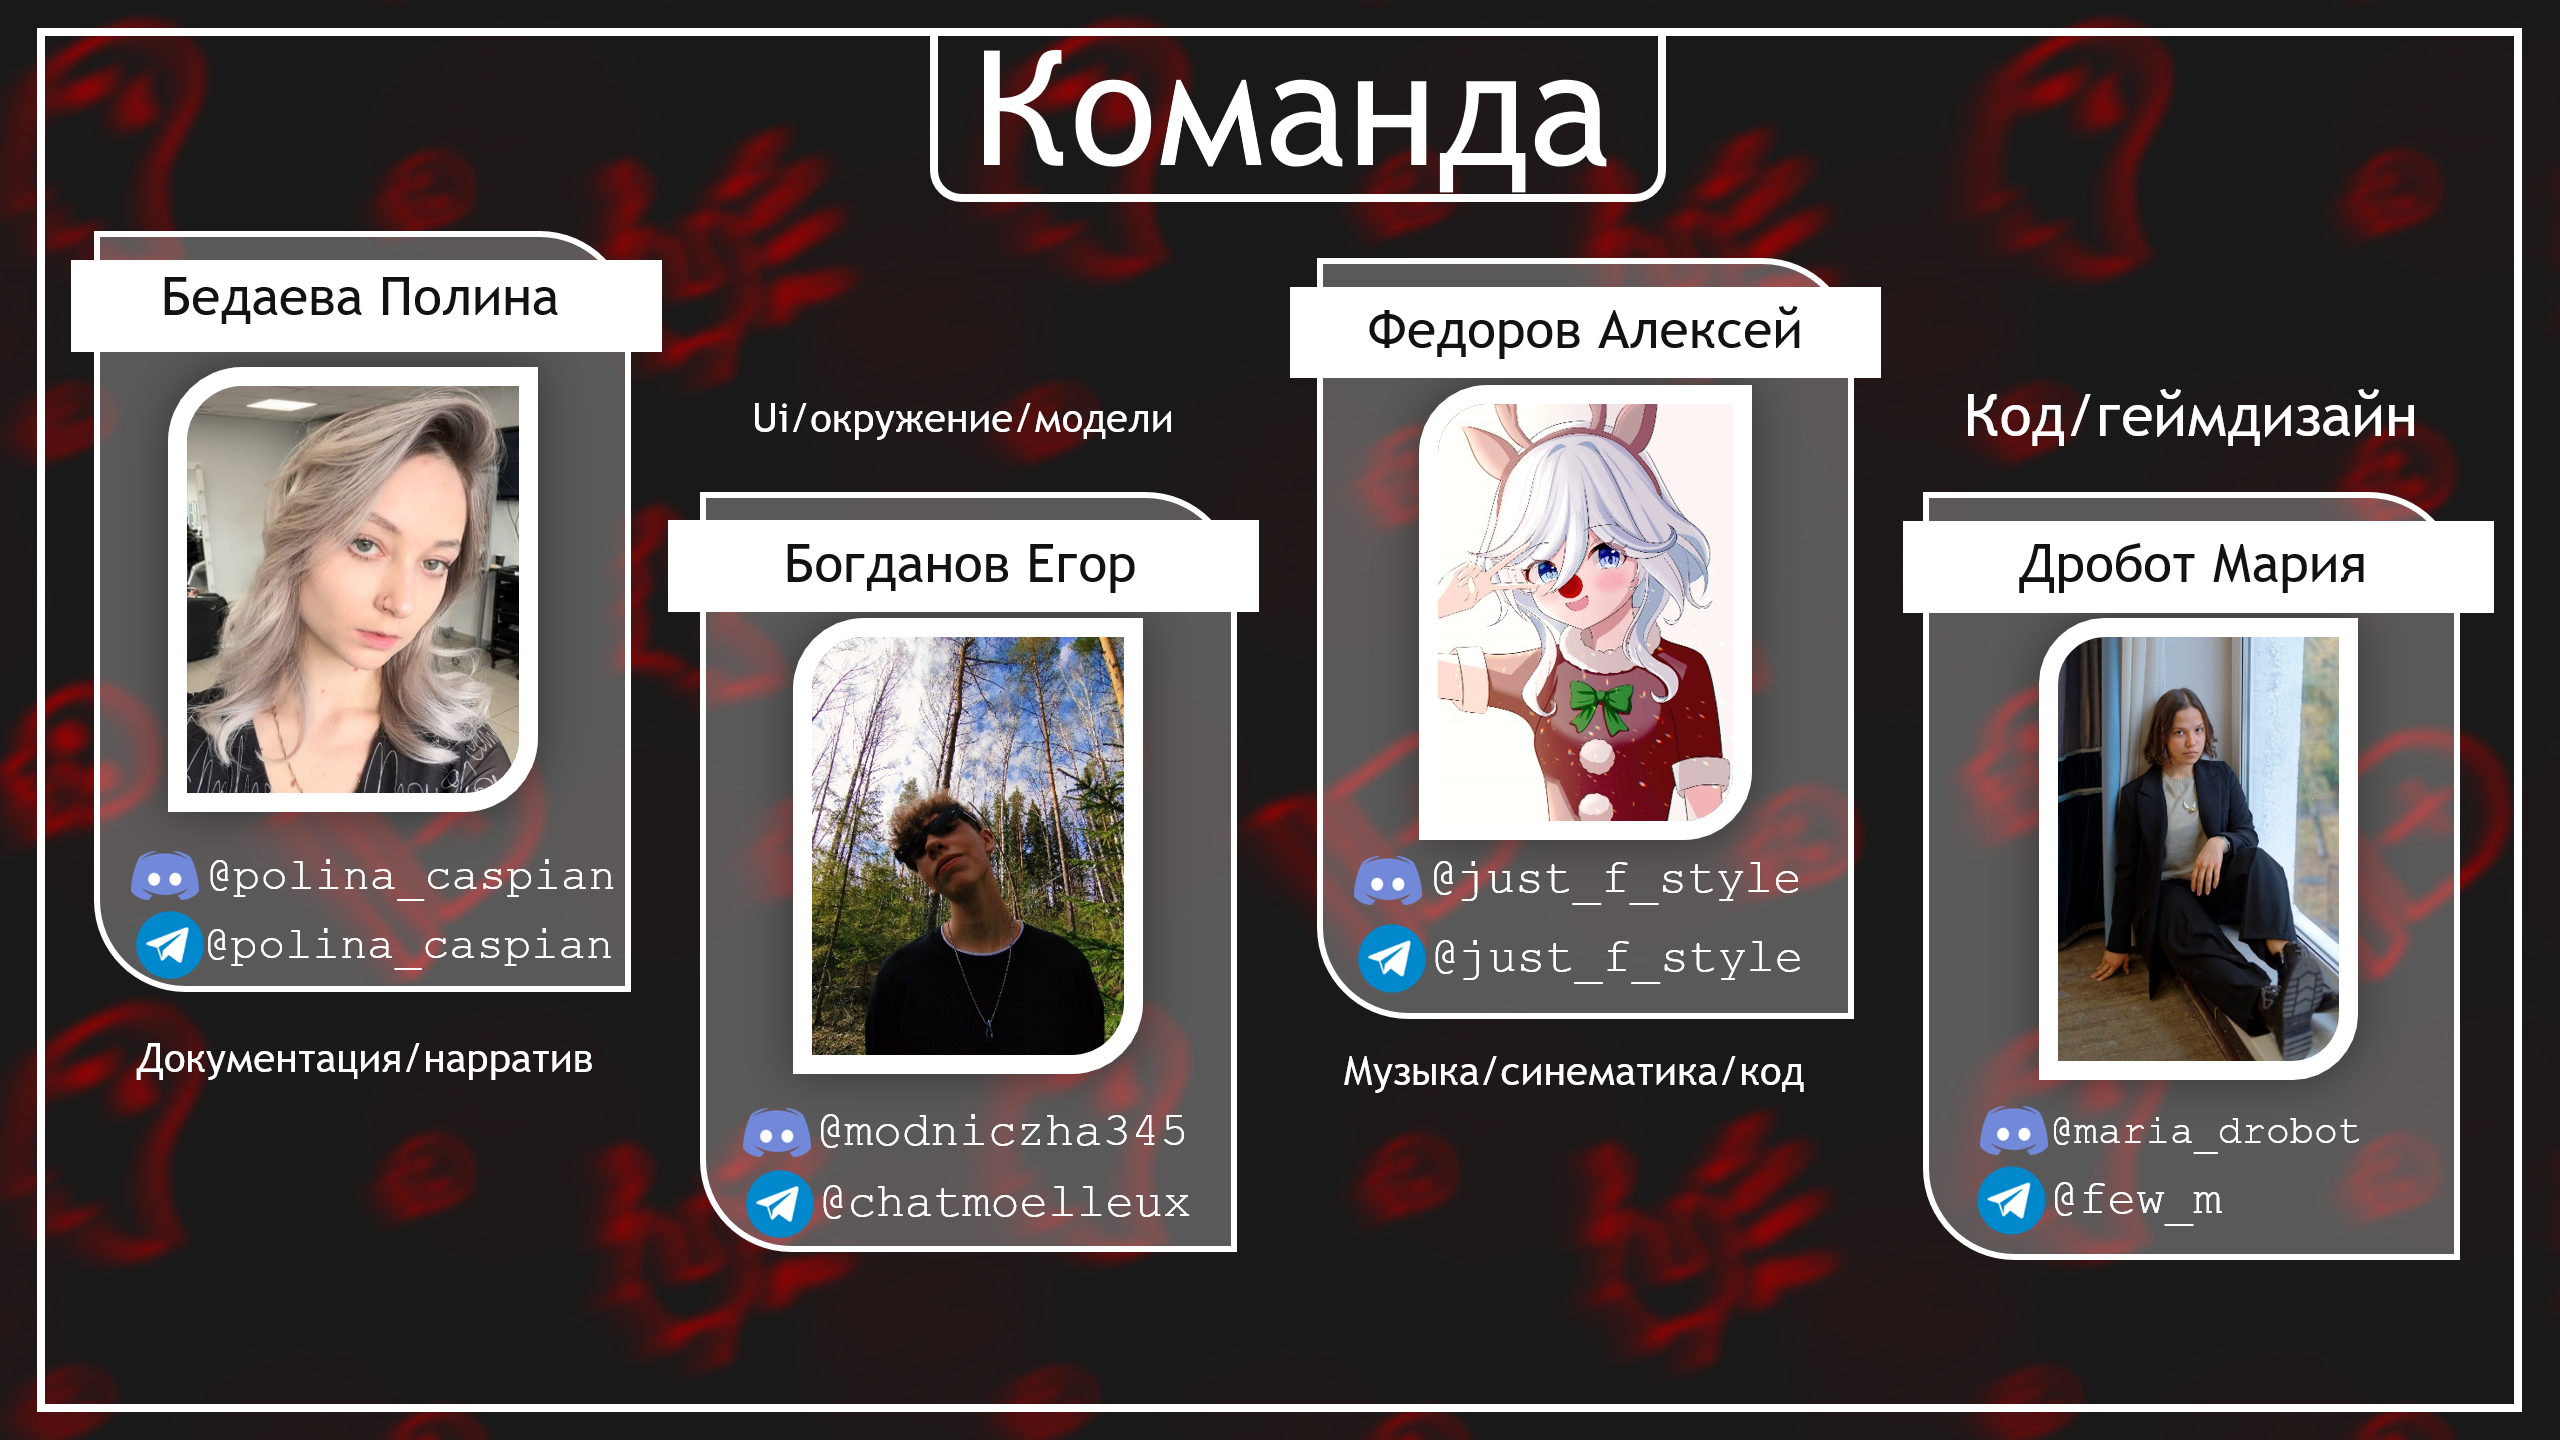 Команда
Бедаева Полина
@polina_caspian
@polina_caspian
Документация/нарратив
Ui/окружение/модели
Богданов Егор
@modniczha345
@chatmoelleux
Федоров Алексей
@just_f_style
@just_f_style
Музыка/синематика/код
Код/геймдизайн
Дробот Мария
@maria_drobot
@few_m